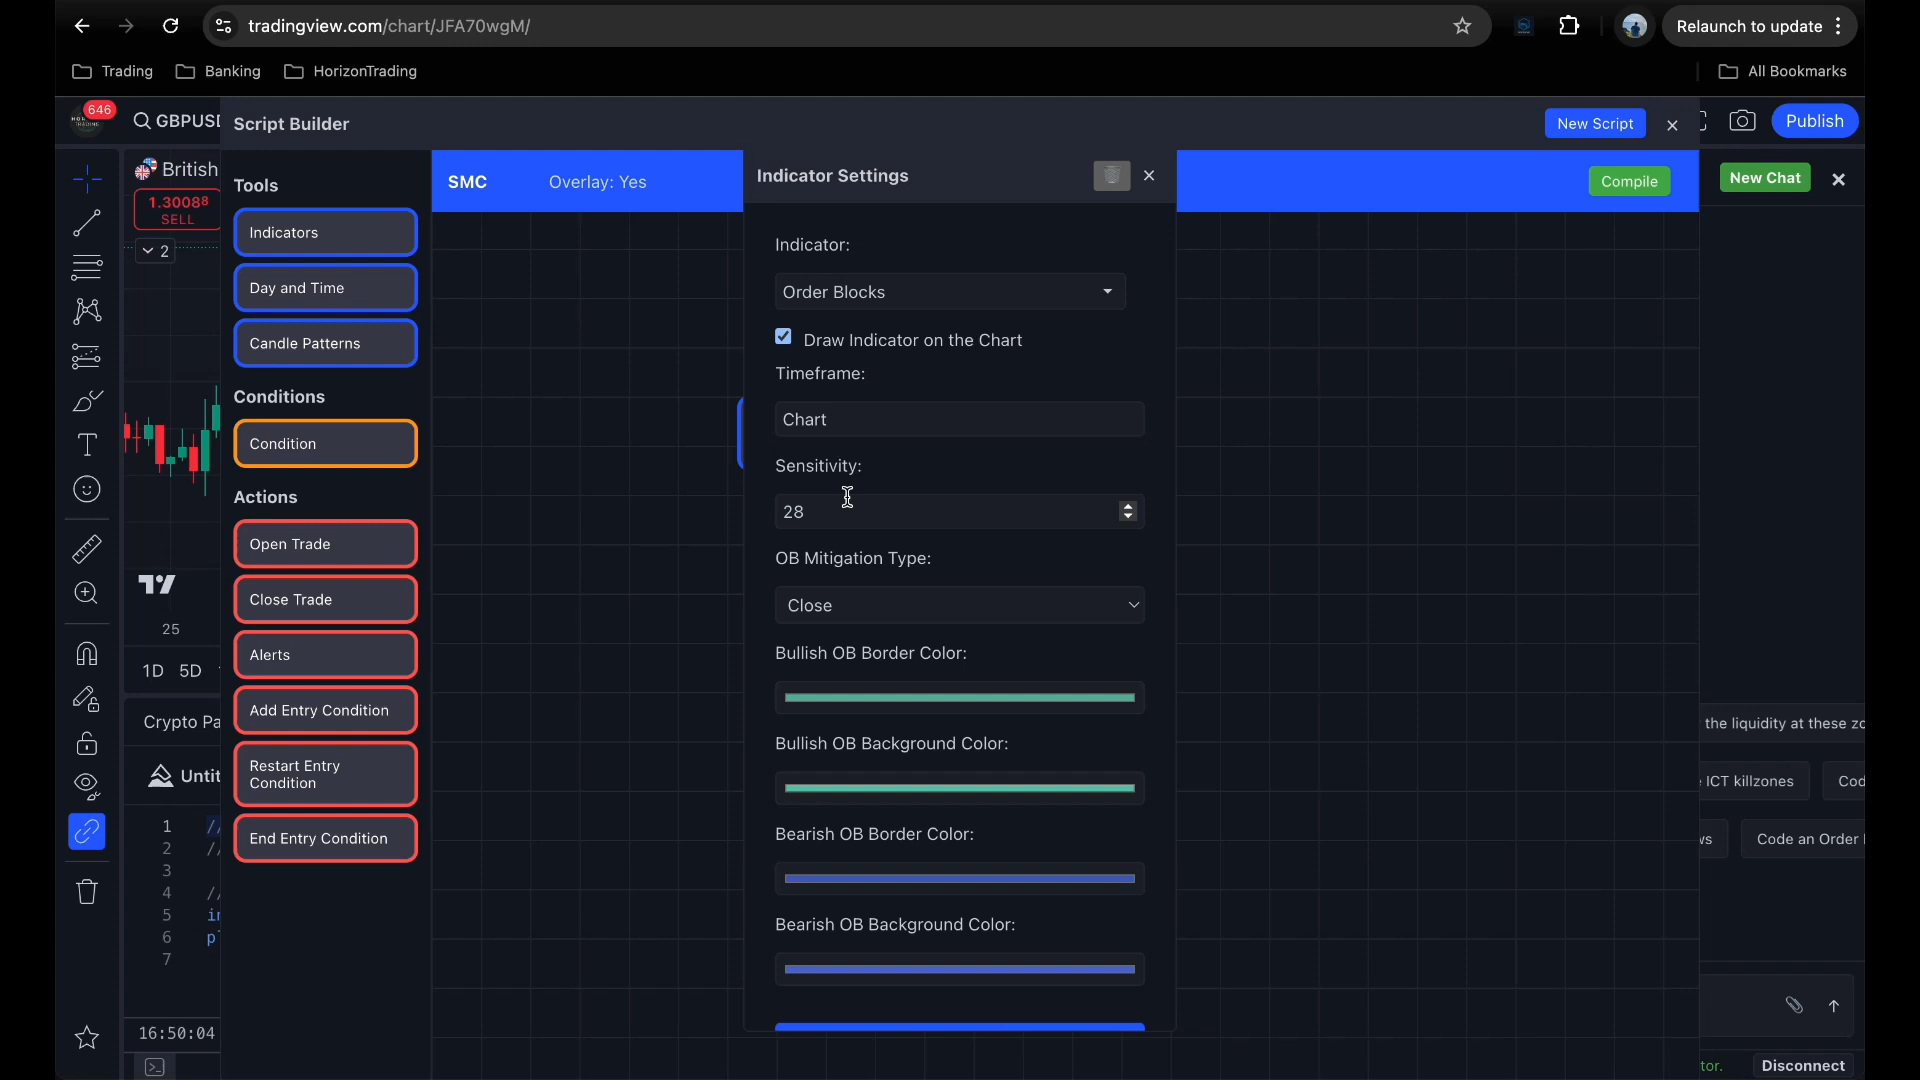 tradingview.com/chart/JFA70wgM/
Relaunch to update
Trading
Banking
HorizonTrading
All Bookmarks
646
GBPUSD
Script Builder
New Script
Publish
British
1.30088
SELL
2
25
1D 5D
Crypto Pa
Untit
1 //
2 //
3
4 //
5 in
6 pl
7
16:50:04
Tools
Indicators
Day and Time
Candle Patterns
Conditions
Condition
Actions
Open Trade
Close Trade
Alerts
Add Entry Condition
Restart Entry
Condition
End Entry Condition
SMC
Overlay: Yes
Compile
Indicator Settings
Indicator:
Order Blocks
Draw Indicator on the Chart
Timeframe:
Chart
Sensitivity:
28
OB Mitigation Type:
Close
Bullish OB Border Color:
Bullish OB Background Color:
Bearish OB Border Color:
Bearish OB Background Color:
New Chat
the liquidity at these zo
ICT killzones
Cod
ws
Code an Order
tor.
Disconnect